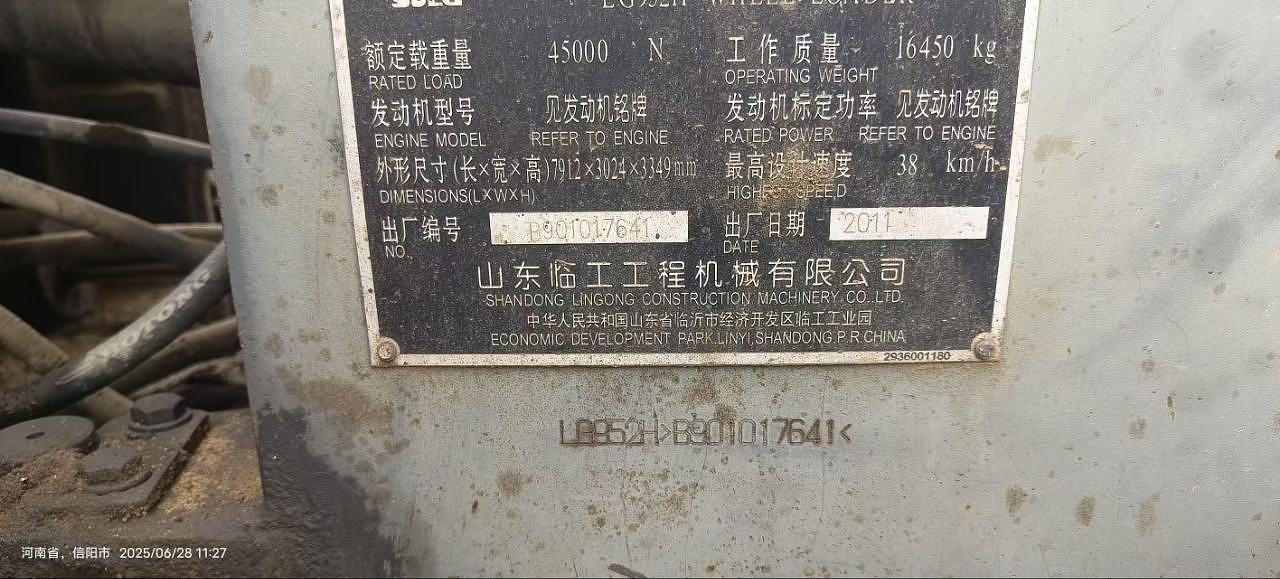 SDLG LG952H WHEEL LOADER
额定载重量 45000 N 工作质量 16450 kg
RATED LOAD OPERATING WEIGHT
发动机型号 见发动机铭牌 发动机标定功率 见发动机铭牌
ENGINE MODEL REFER TO ENGINE RATED POWER REFER TO ENGINE
外形尺寸(长×宽×高)7912×3024×3349mm 最高设计速度 38 km/h
DIMENSIONS(L×W×H) HIGHEST SPEED
出厂编号 B901017641 出厂日期 2011
NO. DATE
山东临工工程机械有限公司
SHANDONG LINGONG CONSTRUCTION MACHINERY CO.,LTD
中华人民共和国山东省临沂市经济开发区临工工业园
ECONOMIC DEVELOPMENT PARK,LINYI,SHANDONG P.R CHINA
2936001180
LG952H>B901017641<
河南省，信阳市 2025/06/28 11:27